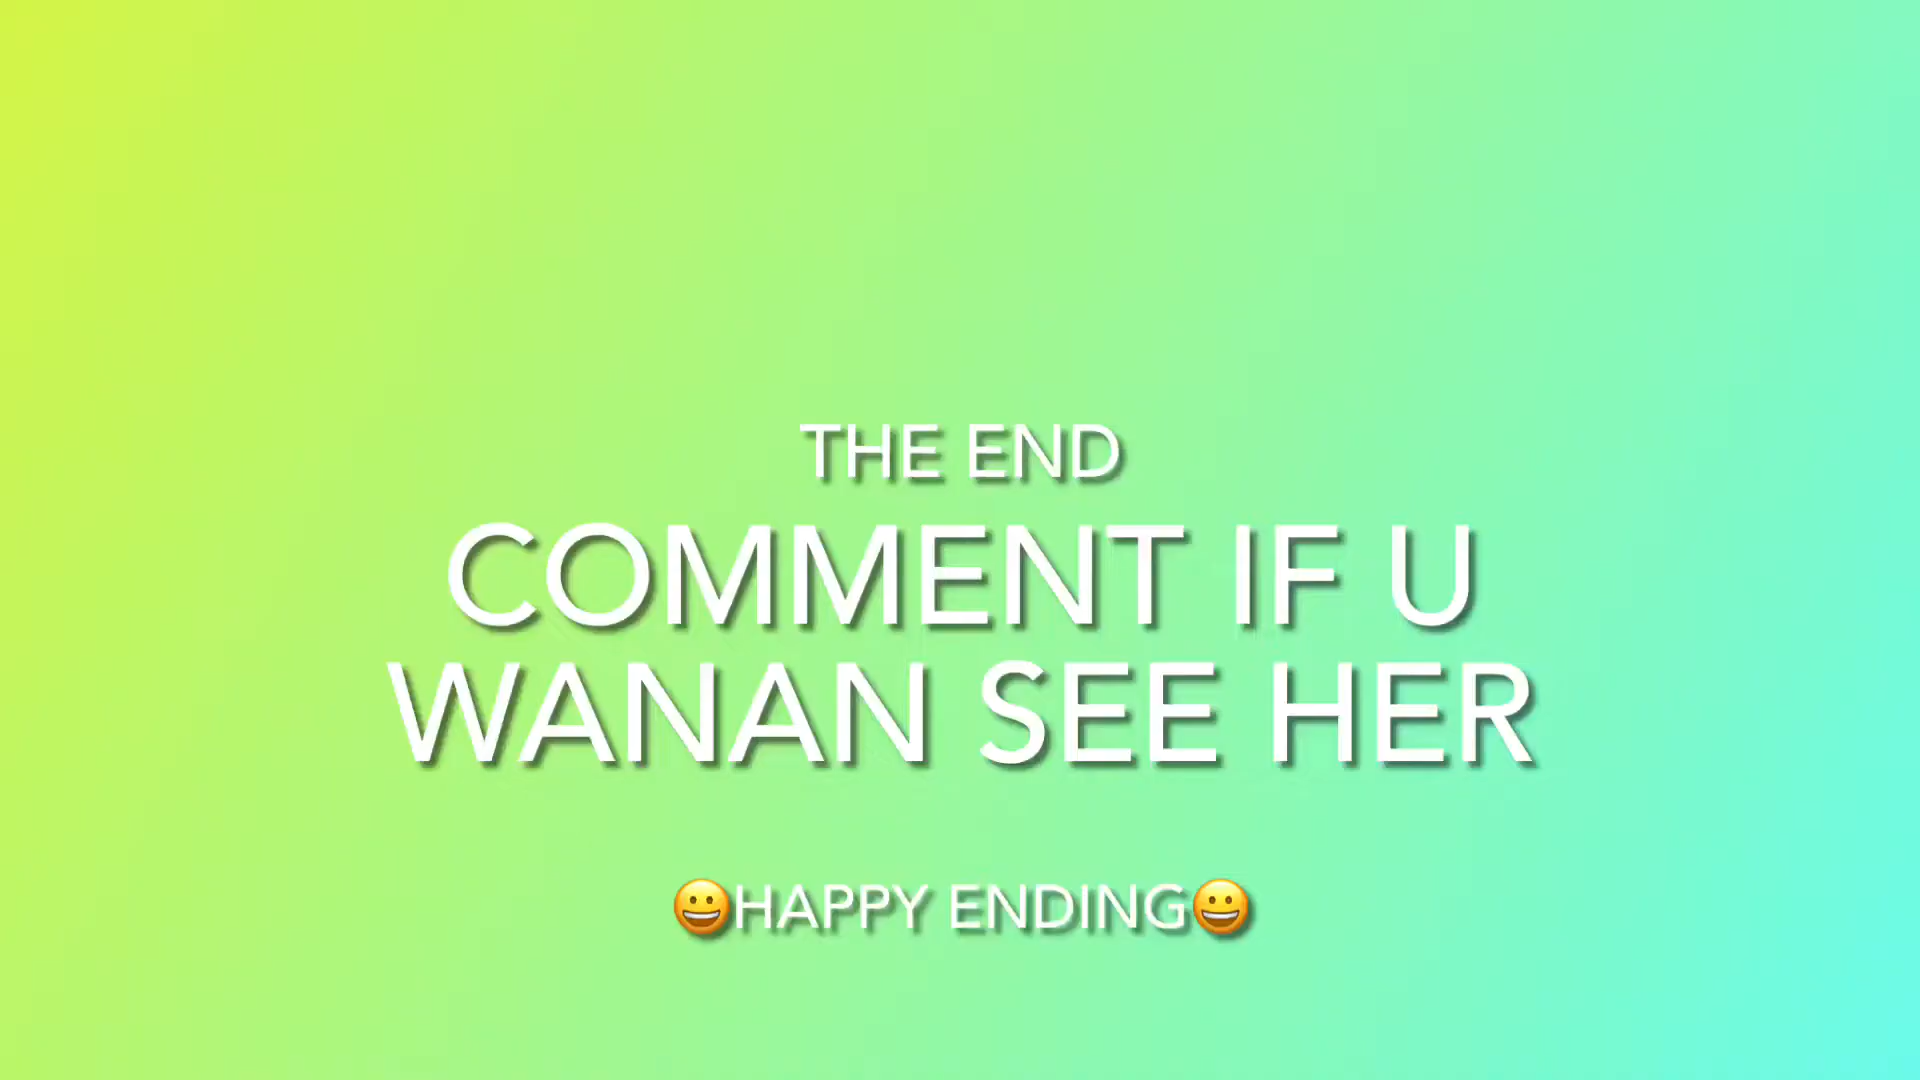 THE END
COMMENT IF U
WANAN SEE HER
😀HAPPY ENDING😀